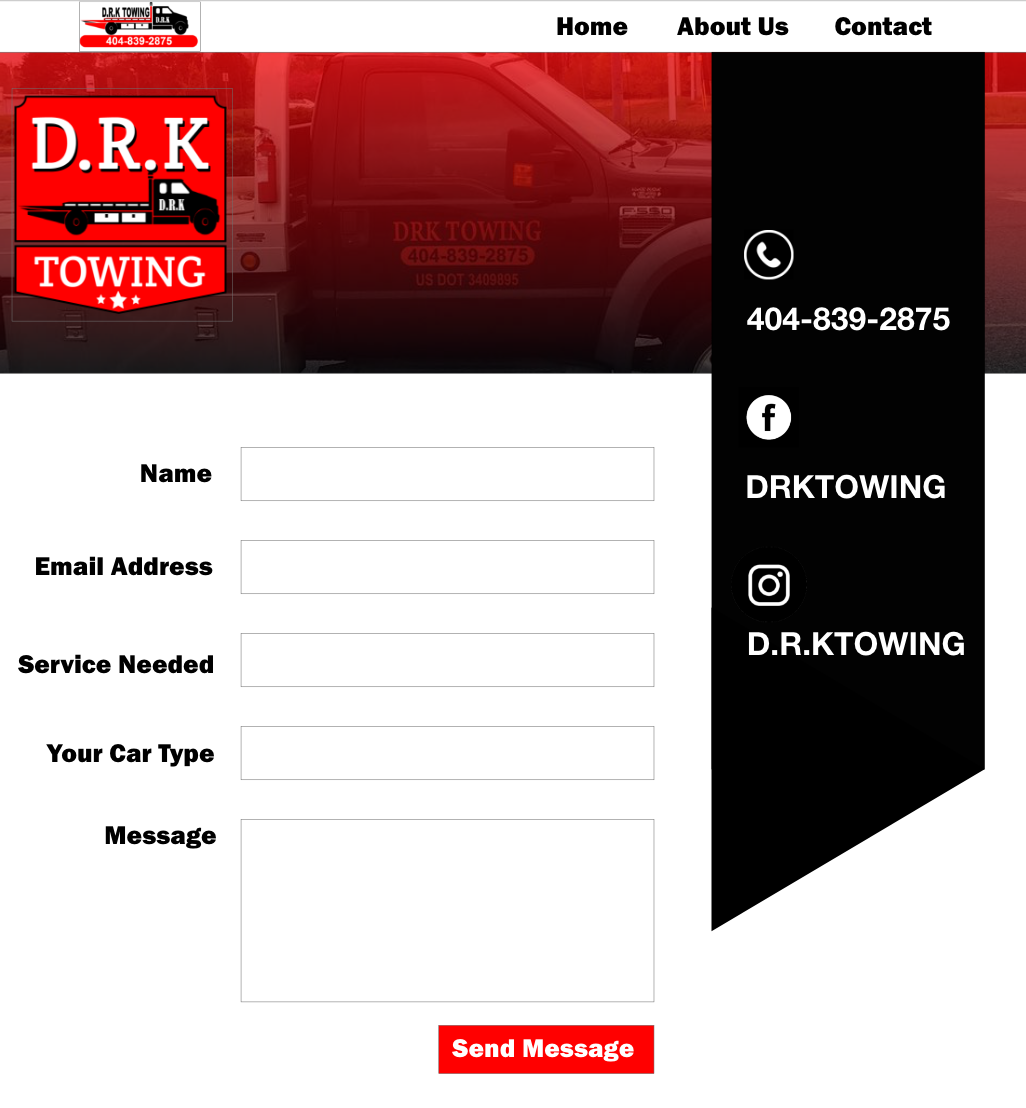 D.R.K TOWING
D.R.K
404-839-2875
Home About Us Contact
D.R.K
D.R.K
TOWING
DRK TOWING
404-839-2875
US DOT 3409895
F-550
404-839-2875
DRKTOWING
D.R.KTOWING
Name
Email Address
Service Needed
Your Car Type
Message
Send Message